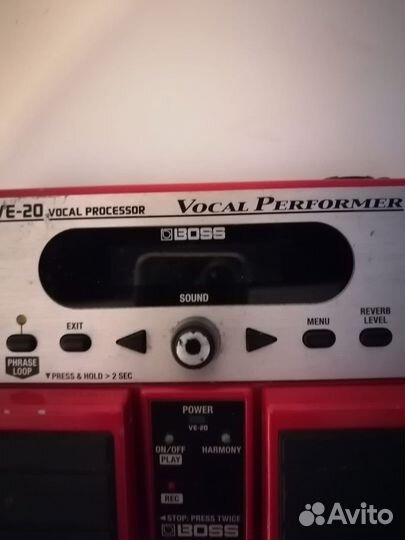 VE-20 VOCAL PROCESSOR VOCAL PERFORMER
BOSS
SOUND
EXIT
MENU
REVERB
LEVEL
PHRASE
LOOP
▼PRESS & HOLD > 2 SEC
POWER
VE-20
ON/OFF
PLAY
HARMONY
REC
◄STOP: PRESS TWICE
BOSS
Avito